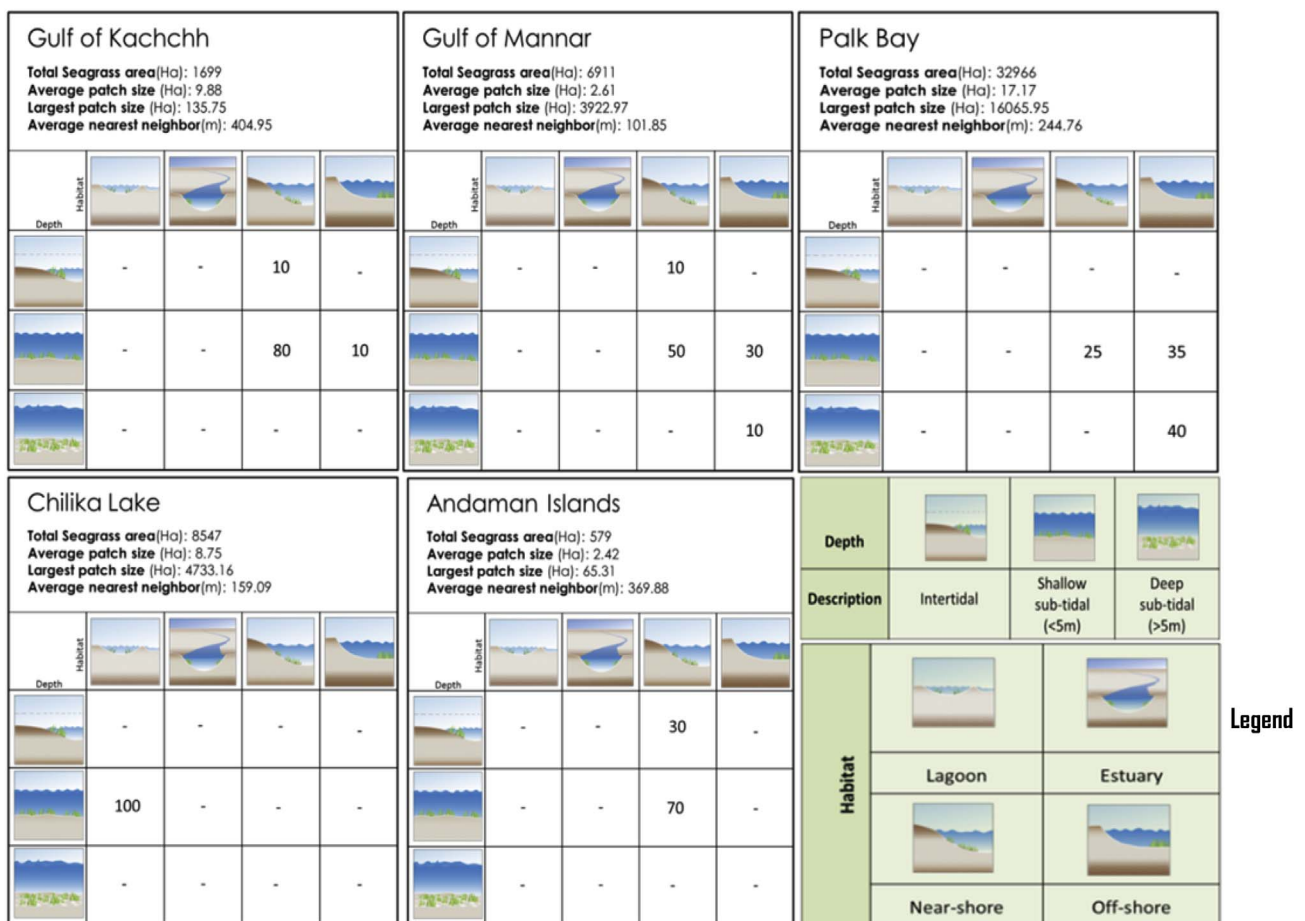 Gulf of Kachchh
Total Seagrass area(Ha): 1699
Average patch size (Ha): 9.88
Largest patch size (Ha): 135.75
Average nearest neighbor(m): 404.95
Habitat
Depth
- - 10 -
- - 80 10
- - - -
Gulf of Mannar
Total Seagrass area(Ha): 6911
Average patch size (Ha): 2.61
Largest patch size (Ha): 3922.97
Average nearest neighbor(m): 101.85
Habitat
Depth
- - 10 -
- - 50 30
- - - 10
Palk Bay
Total Seagrass area(Ha): 32966
Average patch size (Ha): 17.17
Largest patch size (Ha): 16065.95
Average nearest neighbor(m): 244.76
Habitat
Depth
- - - -
- - 25 35
- - - 40
Chilika Lake
Total Seagrass area(Ha): 8547
Average patch size (Ha): 8.75
Largest patch size (Ha): 4733.16
Average nearest neighbor(m): 159.09
Habitat
Depth
- - - -
100 - - -
- - - -
Andaman Islands
Total Seagrass area(Ha): 579
Average patch size (Ha): 2.42
Largest patch size (Ha): 65.31
Average nearest neighbor(m): 369.88
Habitat
Depth
- - 30 -
- - 70 -
- - - -
Depth
Description
Intertidal
Shallow
sub-tidal
(<5m)
Deep
sub-tidal
(>5m)
Habitat
Lagoon
Estuary
Near-shore
Off-shore
Legend